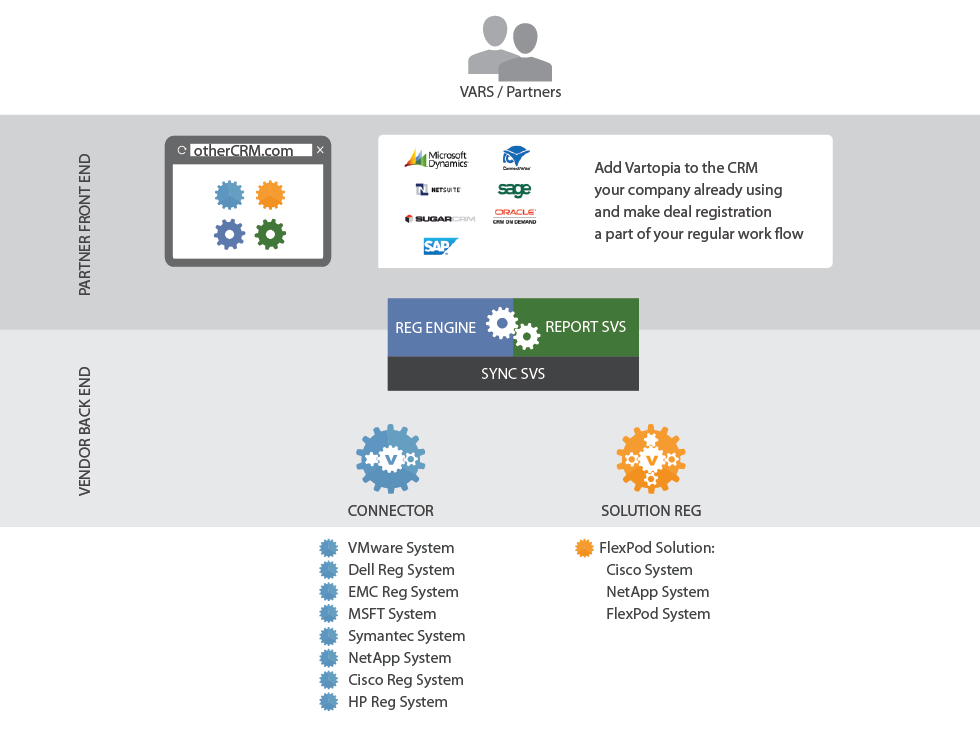 VARS / Partners
PARTNER FRONT END
otherCRM.com
Microsoft
Dynamics
ConnectWise
NETSUITE
sage
SUGARCRM
ORACLE
CRM ON DEMAND
SAP
Add Vartopia to the CRM
your company already using
and make deal registration
a part of your regular work flow
REG ENGINE
REPORT SVS
SYNC SVS
VENDOR BACK END
V
CONNECTOR
VMware System
Dell Reg System
EMC Reg System
MSFT System
Symantec System
NetApp System
Cisco Reg System
HP Reg System
V
SOLUTION REG
FlexPod Solution:
Cisco System
NetApp System
FlexPod System